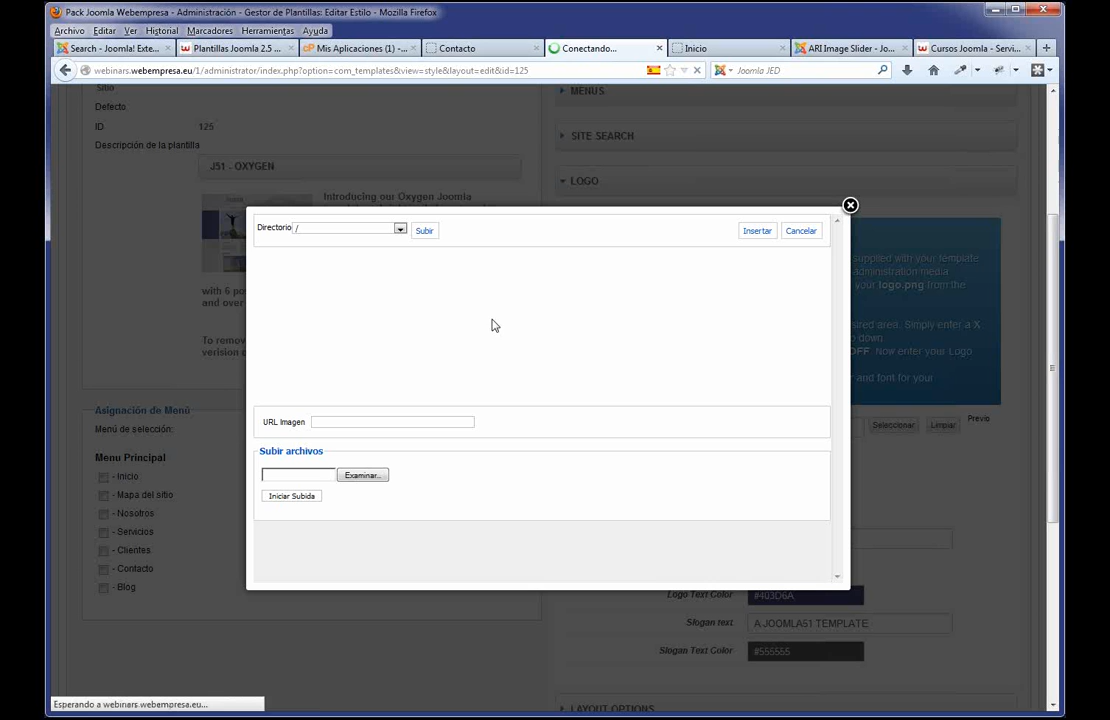 Pack Joomla Webempresa - Administración - Gestor de Plantillas: Editar Estilo - Mozilla Firefox
Archivo Editar Ver Historial Marcadores Herramientas Ayuda
Search - Joomla! Exte... Plantillas Joomla 2.5 ... Mis Aplicaciones (1) -... Contacto Conectando... Inicio ARI Image Slider - Joo... Cursos Joomla - Servi...
webinars.webempresa.eu/1/administrator/index.php?option=com_templates&view=style&layout=edit&id=125 Joomla JED
Sitio
Defecto
ID 125
Descripción de la plantilla
J51 - OXYGEN
Introducing our Oxygen Joomla
with 6 po
and over
To remov
verision o
MENUS
SITE SEARCH
LOGO
supplied with your template
administration media
your logo.png from the
sired area. Simply enter a X
o down.
OFF. Now enter your Logo
and font for your
Directorio / Subir Insertar Cancelar
URL Imagen
Subir archivos
Examinar...
Iniciar Subida
Seleccionar Limpiar Previo
Asignación de Menú
Menú de selección:
Menu Principal
- Inicio
- Mapa del sitio
- Nosotros
- Servicios
- Clientes
- Contacto
- Blog
Logo Text Color #403D6A
Slogan text A JOOMLA51 TEMPLATE
Slogan Text Color #555555
LAYOUT OPTIONS
Esperando a webinars.webempresa.eu...